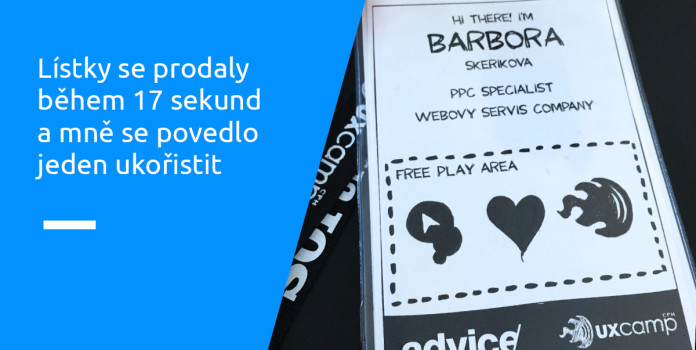 Lístky se prodaly
během 17 sekund
a mně se povedlo
jeden ukořistit
HI THERE! I'M
BARBORA
SKERIKOVA
PPC SPECIALIST
WEBOVY SERVIS COMPANY
FREE PLAY AREA
advice
uxcamp
CPH
uxcamp
CPH